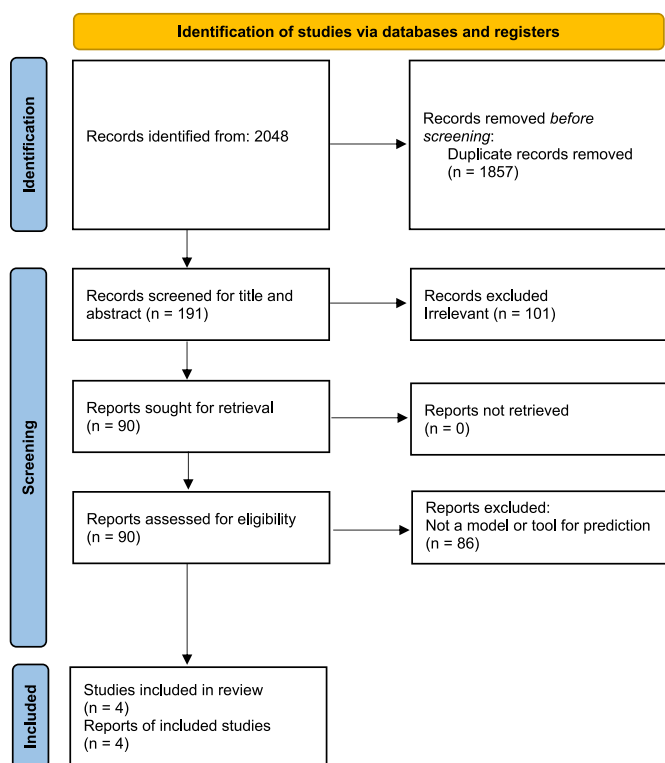 Identification of studies via databases and registers
Identification
Records identified from: 2048
Records removed before
screening:
Duplicate records removed
(n = 1857)
Screening
Records screened for title and
abstract (n = 191)
Records excluded
Irrelevant (n = 101)
Reports sought for retrieval
(n = 90)
Reports not retrieved
(n = 0)
Reports assessed for eligibility
(n = 90)
Reports excluded:
Not a model or tool for prediction
(n = 86)
Included
Studies included in review
(n = 4)
Reports of included studies
(n = 4)